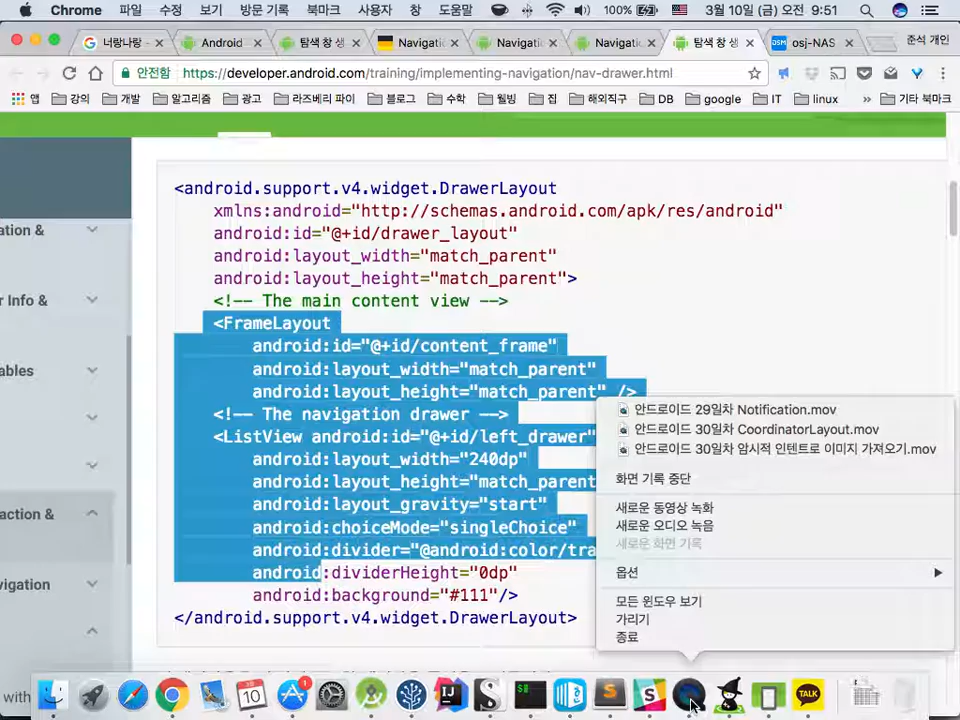 Chrome 파일 수정 보기 방문 기록 북마크 사용자 창 도움말 100% 3월 10일 (금) 오전 9:51
너랑나랑 - Android 탐색 창 생 Navigati Navigation Navigati 탐색 창 생 osj-NAS 준석 개인
안전함 https://developer.android.com/training/implementing-navigation/nav-drawer.html
앱 강의 개발 알고리즘 광고 라즈베리 파이 블로그 수학 웰빙 집 해외직구 DB google IT linux » 기타 북마크
<android.support.v4.widget.DrawerLayout
xmlns:android="http://schemas.android.com/apk/res/android"
ation &
android:id="@+id/drawer_layout"
android:layout_width="match_parent"
android:layout_height="match_parent">
r Info &
<!-- The main content view -->
<FrameLayout
android:id="@+id/content_frame"
ables
android:layout_width="match_parent"
android:layout_height="match_parent" />
<!-- The navigation drawer -->
<ListView android:id="@+id/left_drawer"
android:layout_width="240dp"
android:layout_height="match_parent
android:layout_gravity="start"
action &
android:choiceMode="singleChoice"
android:divider="@android:color/tra
android:dividerHeight="0dp"
vigation
android:background="#111"/>
</android.support.v4.widget.DrawerLayout>
with
안드로이드 29일차 Notification.mov
안드로이드 30일차 CoordinatorLayout.mov
안드로이드 30일차 암시적 인텐트로 이미지 가져오기.mov
화면 기록 중단
새로운 동영상 녹화
새로운 오디오 녹음
새로운 화면 기록
옵션
모든 윈도우 보기
가리기
종료
10
1
TALK